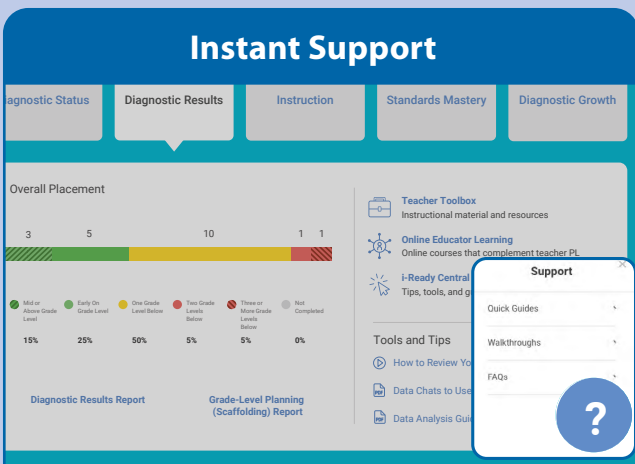 Instant Support
iagnostic Status
Diagnostic Results
Instruction
Standards Mastery
Diagnostic Growth
Overall Placement
3 5 10 1 1
Mid or
Above Grade
Level
15%
Early On
Grade Level
25%
One Grade
Level Below
50%
Two Grade
Levels
Below
5%
Three or
More Grade
Levels
Below
5%
Not
Completed
0%
Diagnostic Results Report
Grade-Level Planning
(Scaffolding) Report
Teacher Toolbox
Instructional material and resources
Online Educator Learning
Online courses that complement teacher PL
i-Ready Central
Tips, tools, and g
Tools and Tips
How to Review Yo
PDF Data Chats to Use
PDF Data Analysis Gui
Support
×
Quick Guides
Walkthroughs
FAQs
?